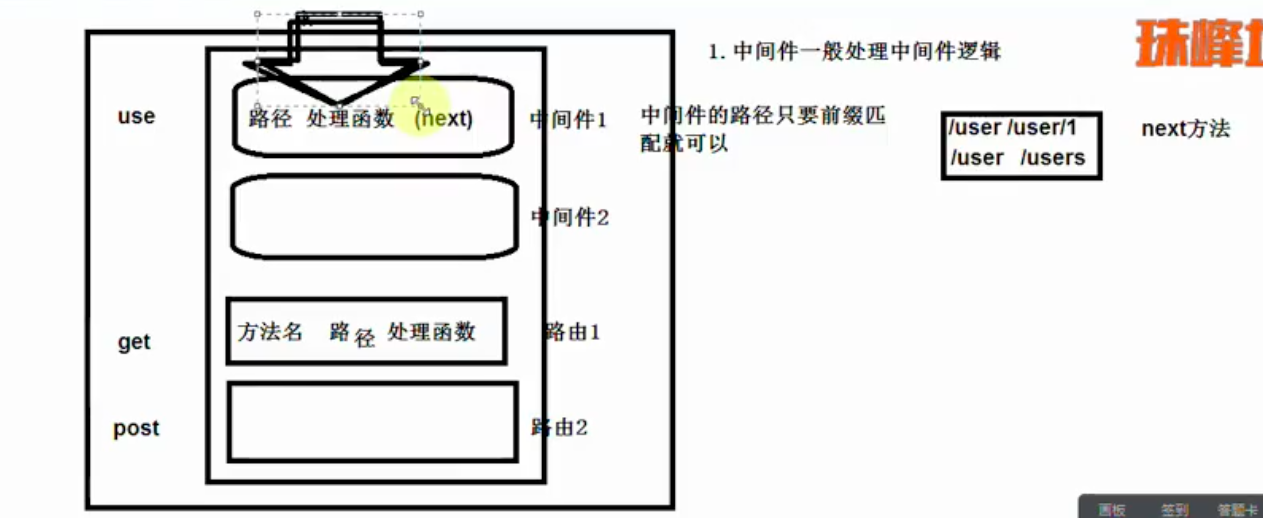 1.中间件一般处理中间件逻辑
use
路径 处理函数 (next)
中间件1
中间件的路径只要前缀匹
配就可以
/user /user/1
/user /users
next方法
中间件2
get
方法名 路径 处理函数
路由1
post
路由2
珠峰
画板 签到 答题卡